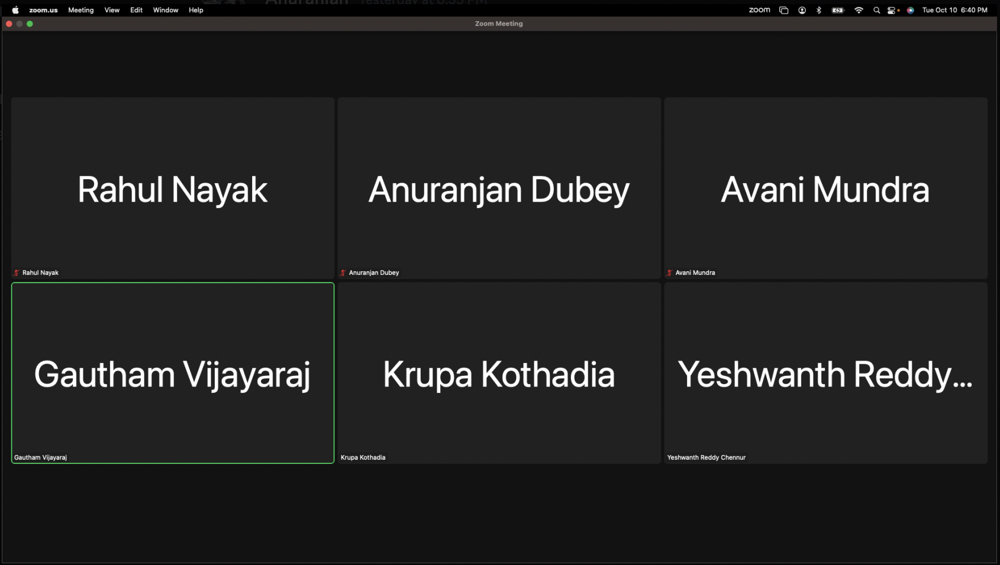 zoom.us Meeting View Edit Window Help zoom Tue Oct 10 6:40 PM
Zoom Meeting
Rahul Nayak
Anuranjan Dubey
Avani Mundra
Rahul Nayak
Anuranjan Dubey
Avani Mundra
Gautham Vijayaraj
Krupa Kothadia
Yeshwanth Reddy...
Gautham Vijayaraj
Krupa Kothadia
Yeshwanth Reddy Chennur